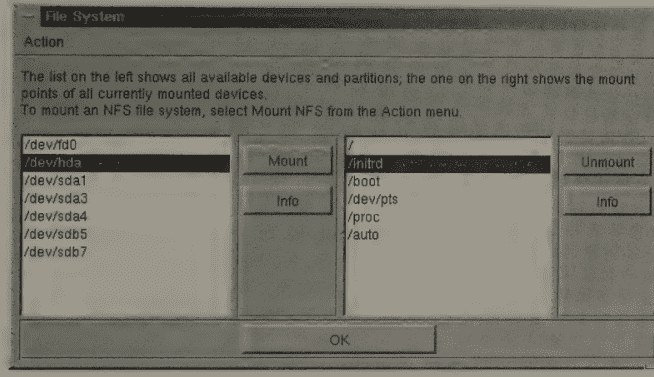 File System
Action
The list on the left shows all available devices and partitions; the one on the right shows the mount
points of all currently mounted devices.
To mount an NFS file system, select Mount NFS from the Action menu.
/dev/fd0
/dev/hda
/dev/sda1
/dev/sda3
/dev/sda4
/dev/sdb5
/dev/sdb7
Mount
Info
/
/initrd
/boot
/dev/pts
/proc
/auto
Unmount
Info
OK